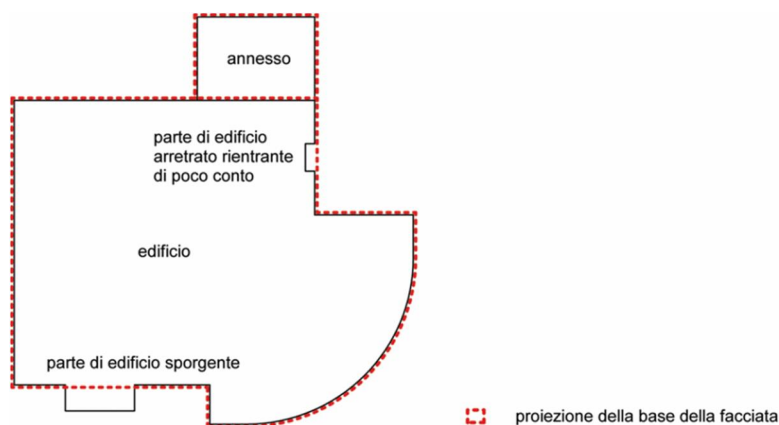 annesso
parte di edificio
arretrato rientrante
di poco conto
edificio
parte di edificio sporgente
proiezione della base della facciata